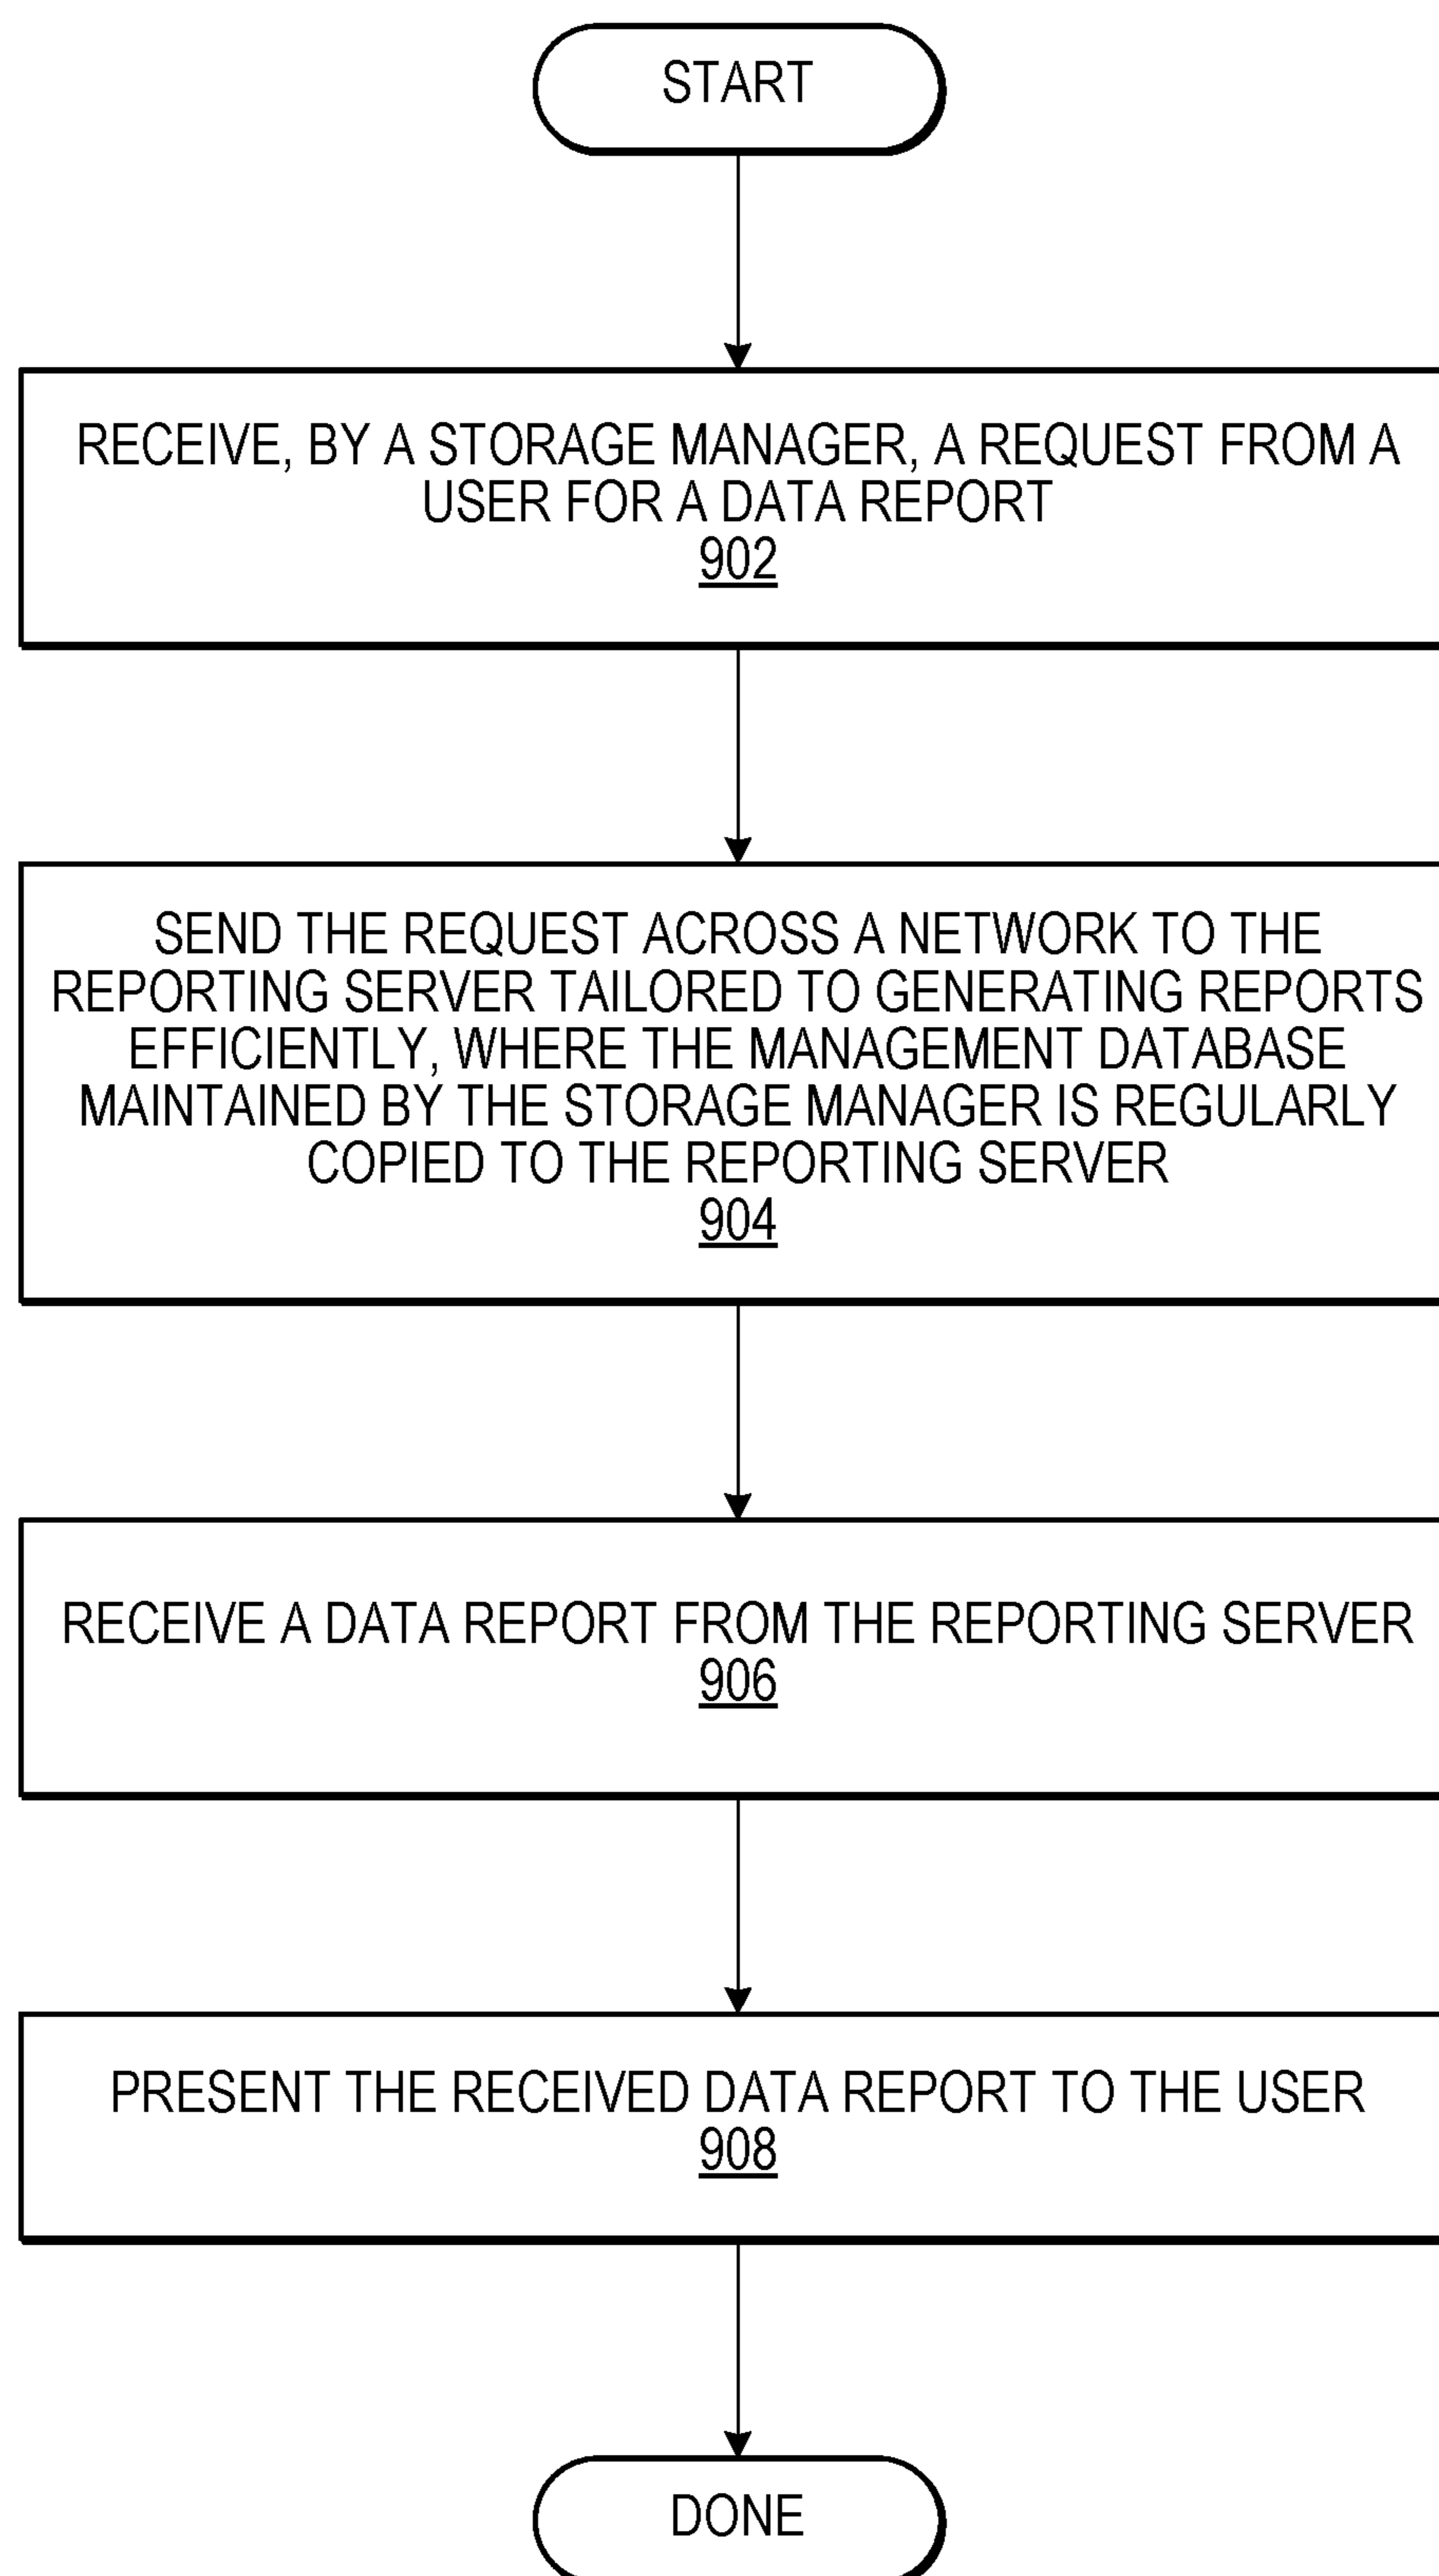 START
RECEIVE, BY A STORAGE MANAGER, A REQUEST FROM A
USER FOR A DATA REPORT
902
SEND THE REQUEST ACROSS A NETWORK TO THE
REPORTING SERVER TAILORED TO GENERATING REPORTS
EFFICIENTLY, WHERE THE MANAGEMENT DATABASE
MAINTAINED BY THE STORAGE MANAGER IS REGULARLY
COPIED TO THE REPORTING SERVER
904
RECEIVE A DATA REPORT FROM THE REPORTING SERVER
906
PRESENT THE RECEIVED DATA REPORT TO THE USER
908
DONE